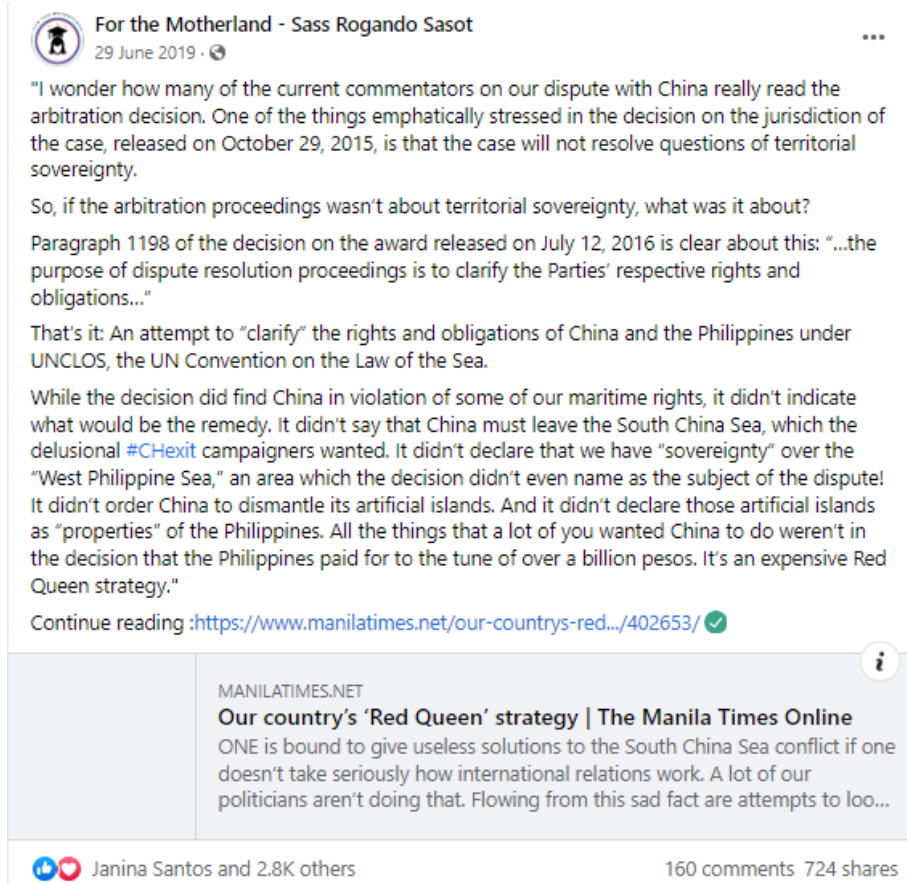 For the Motherland - Sass Rogando Sasot
29 June 2019 ·
"I wonder how many of the current commentators on our dispute with China really read the
arbitration decision. One of the things emphatically stressed in the decision on the jurisdiction of
the case, released on October 29, 2015, is that the case will not resolve questions of territorial
sovereignty.
So, if the arbitration proceedings wasn't about territorial sovereignty, what was it about?
Paragraph 1198 of the decision on the award released on July 12, 2016 is clear about this: "...the
purpose of dispute resolution proceedings is to clarify the Parties' respective rights and
obligations..."
That's it: An attempt to "clarify" the rights and obligations of China and the Philippines under
UNCLOS, the UN Convention on the Law of the Sea.
While the decision did find China in violation of some of our maritime rights, it didn't indicate
what would be the remedy. It didn't say that China must leave the South China Sea, which the
delusional #CHexit campaigners wanted. It didn't declare that we have "sovereignty" over the
"West Philippine Sea," an area which the decision didn't even name as the subject of the dispute!
It didn't order China to dismantle its artificial islands. And it didn't declare those artificial islands
as "properties" of the Philippines. All the things that a lot of you wanted China to do weren't in
the decision that the Philippines paid for to the tune of over a billion pesos. It's an expensive Red
Queen strategy."
Continue reading :https://www.manilatimes.net/our-countrys-red.../402653/
MANILATIMES.NET
Our country's 'Red Queen' strategy | The Manila Times Online
ONE is bound to give useless solutions to the South China Sea conflict if one
doesn't take seriously how international relations work. A lot of our
politicians aren't doing that. Flowing from this sad fact are attempts to loo...
Janina Santos and 2.8K others
160 comments 724 shares